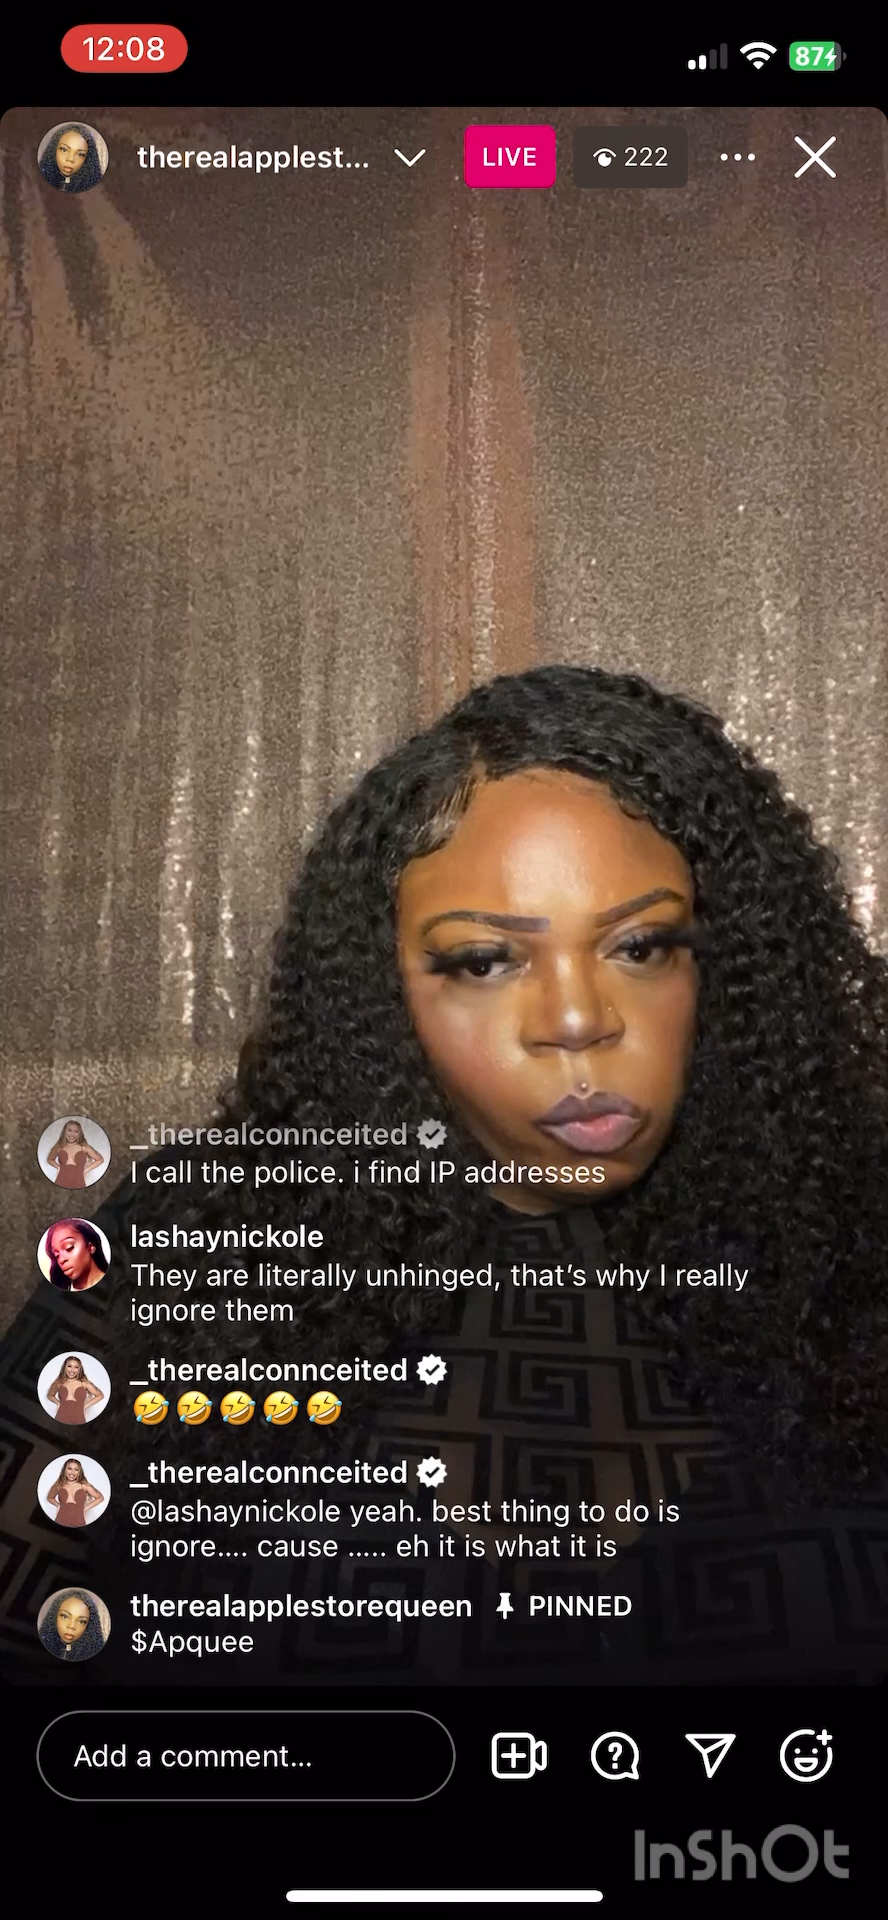 12:08
87
therealapplest...
LIVE
222
_therealconnceited
I call the police. i find IP addresses
lashaynickole
They are literally unhinged, that’s why I really
ignore them
_therealconnceited
🤣🤣🤣🤣🤣
_therealconnceited
@lashaynickole yeah. best thing to do is
ignore.... cause ..... eh it is what it is
therealapplestorequeen PINNED
$Apquee
Add a comment...
InShOt